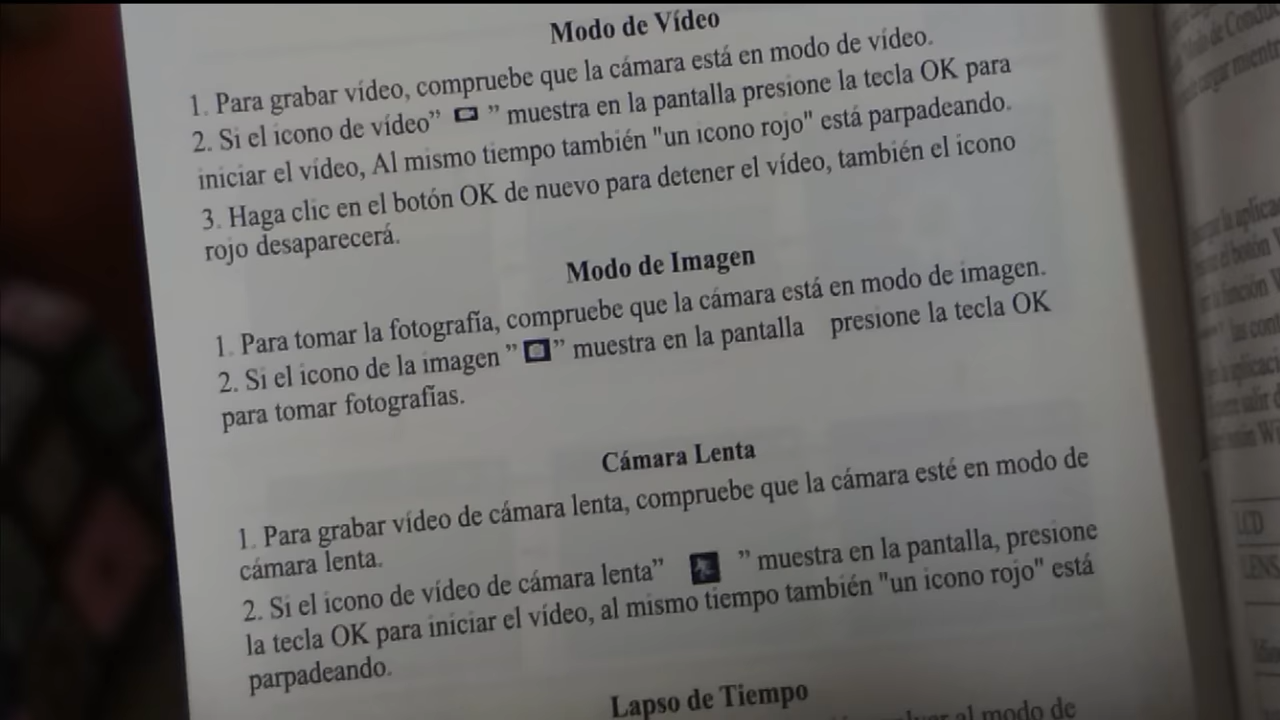 Modo de Vídeo
1. Para grabar vídeo, compruebe que la cámara está en modo de vídeo.
2. Si el icono de vídeo” ” muestra en la pantalla presione la tecla OK para
iniciar el vídeo, Al mismo tiempo también "un icono rojo" está parpadeando.
3. Haga clic en el botón OK de nuevo para detener el vídeo, también el icono
rojo desaparecerá.
Modo de Imagen
1. Para tomar la fotografía, compruebe que la cámara está en modo de imagen.
2. Si el icono de la imagen ” ” muestra en la pantalla presione la tecla OK
para tomar fotografías.
Cámara Lenta
1. Para grabar vídeo de cámara lenta, compruebe que la cámara esté en modo de
cámara lenta.
2. Si el icono de vídeo de cámara lenta” ” muestra en la pantalla, presione
la tecla OK para iniciar el vídeo, al mismo tiempo también "un icono rojo" está
parpadeando.
Lapso de Tiempo
al modo de
LCD
LENS